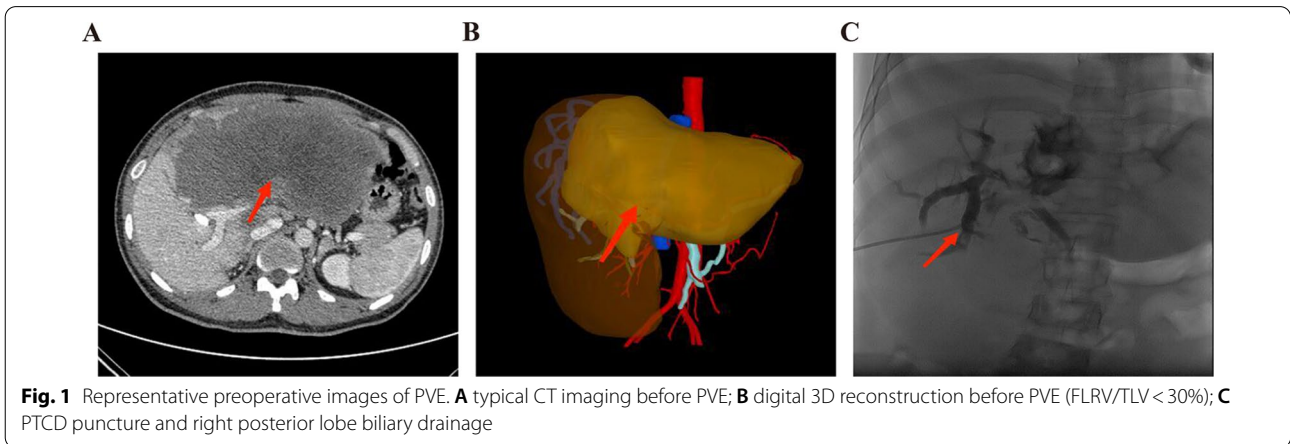 A B C
Fig. 1 Representative preoperative images of PVE. A typical CT imaging before PVE; B digital 3D reconstruction before PVE (FLRV/TLV < 30%); C
PTCD puncture and right posterior lobe biliary drainage